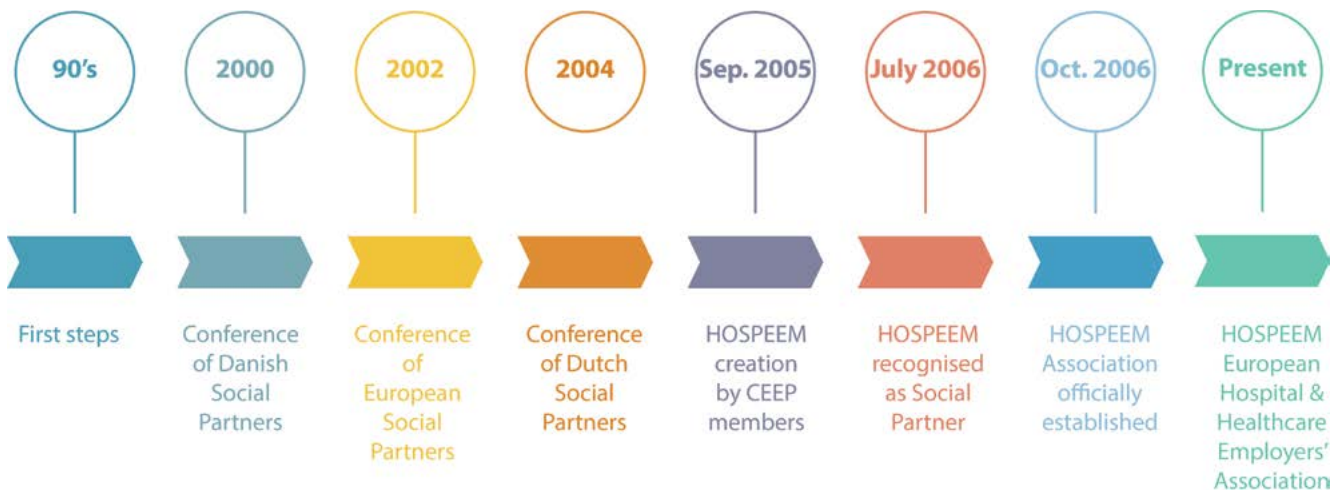 90's
2000
2002
2004
Sep. 2005
July 2006
Oct. 2006
Present
First steps
Conference
of Danish
Social
Partners
Conference
of
European
Social
Partners
Conference
of Dutch
Social
Partners
HOSPEEM
creation
by CEEP
members
HOSPEEM
recognised
as Social
Partner
HOSPEEM
Association
officially
established
HOSPEEM
European
Hospital &
Healthcare
Employers'
Association